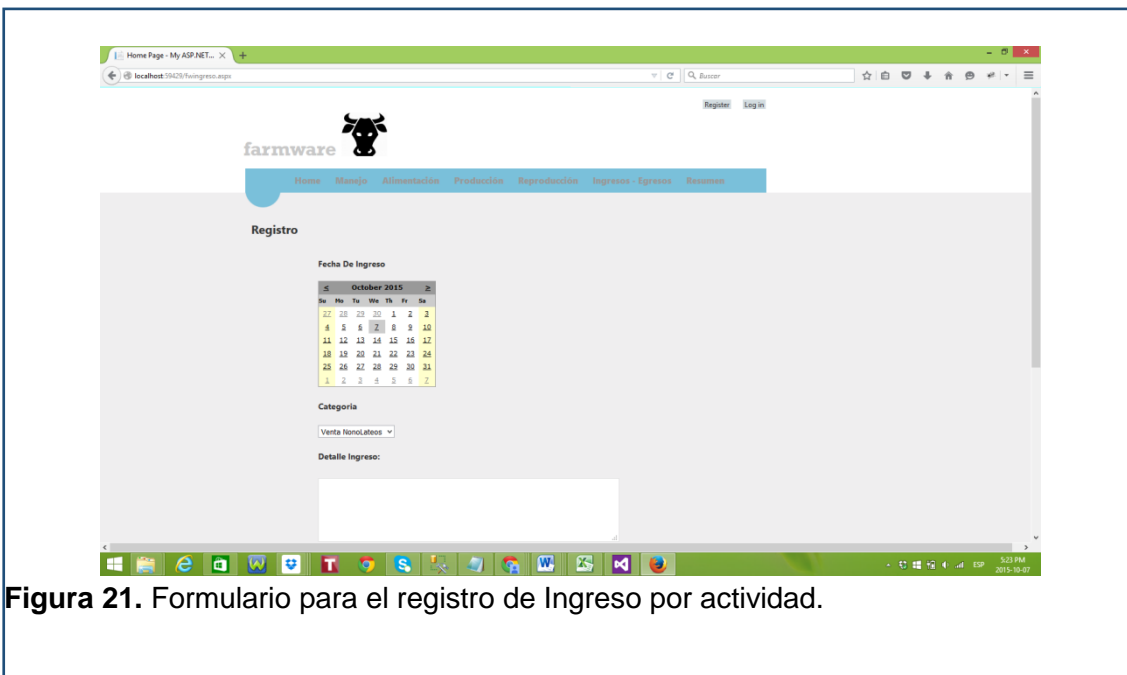 Home Page - My ASP.NET... × +
localhost:59429/fwingreso.aspx Buscar
Register Log in
farmware
Home Manejo Alimentación Producción Reproducción Ingresos - Egresos Resumen
Registro
Fecha De Ingreso
≤ October 2015 ≥
Su Mo Tu We Th Fr Sa
27 28 29 30 1 2 3
4 5 6 7 8 9 10
11 12 13 14 15 16 17
18 19 20 21 22 23 24
25 26 27 28 29 30 31
1 2 3 4 5 6 7
Categoria
Venta NonoLateos
Detalle Ingreso:
ESP 5:23 PM
2015-10-07
Figura 21. Formulario para el registro de Ingreso por actividad.